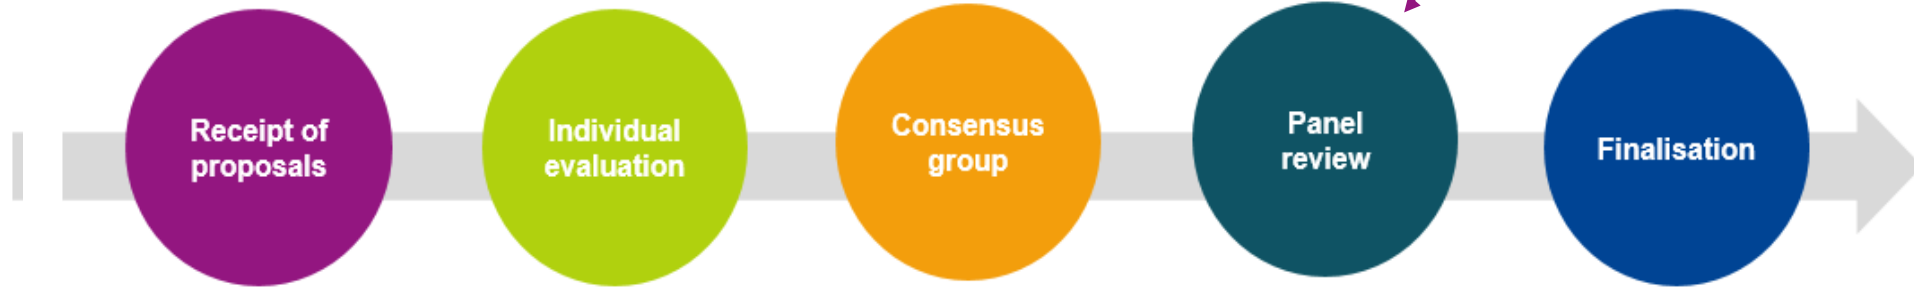 Receipt of
proposals
Individual
evaluation
Consensus
group
Panel
review
Finalisation